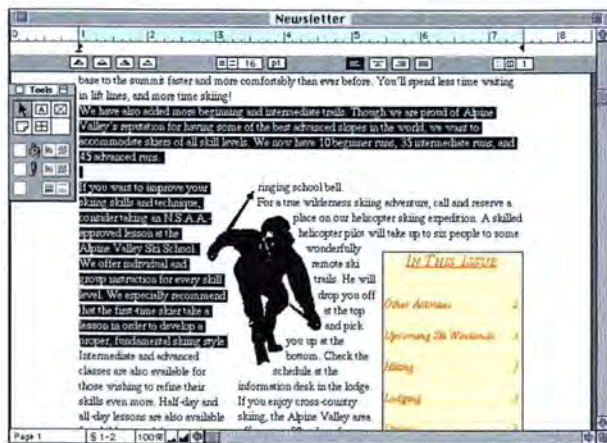 Newsletter
0 1 2 3 4 5 6 7 8
16 pt 1
base to the summit faster and more comfortably than ever before. You'll spend less time waiting
in lift lines, and more time skiing!
We have also added more beginning and intermediate trails. Though we are proud of Alpine
Valley's reputation for having some of the best advanced slopes in the world, we want to
accommodate skiers of all skill levels. We now have 10 beginner runs, 35 intermediate runs, and
45 advanced runs.
Tools
A
If you want to improve your
skiing skills and technique,
consider taking an N.S.A.A.-
approved lesson at the
Alpine Valley Ski School.
We offer individual and
group instruction for every skill
level. We especially recommend
that the first-time skier take a
lesson in order to develop a
proper, fundamental skiing style.
Intermediate and advanced
classes are also available for
those wishing to refine their
skills even more. Half-day and
all-day lessons are also available
ringing school bell.
For a true wilderness skiing adventure, call and reserve a
place on our helicopter skiing expedition. A skilled
helicopter pilot will take up to six people to some
wonderfully
remote ski
trails. He will
drop you off
at the top
and pick
you up at the
bottom. Check the
schedule at the
information desk in the lodge.
If you enjoy cross-country
skiing, the Alpine Valley area
In This Issue
Other Activities
Upcoming Ski Weekends
Hiking
Lodging
Page 1 § 1-2 100%